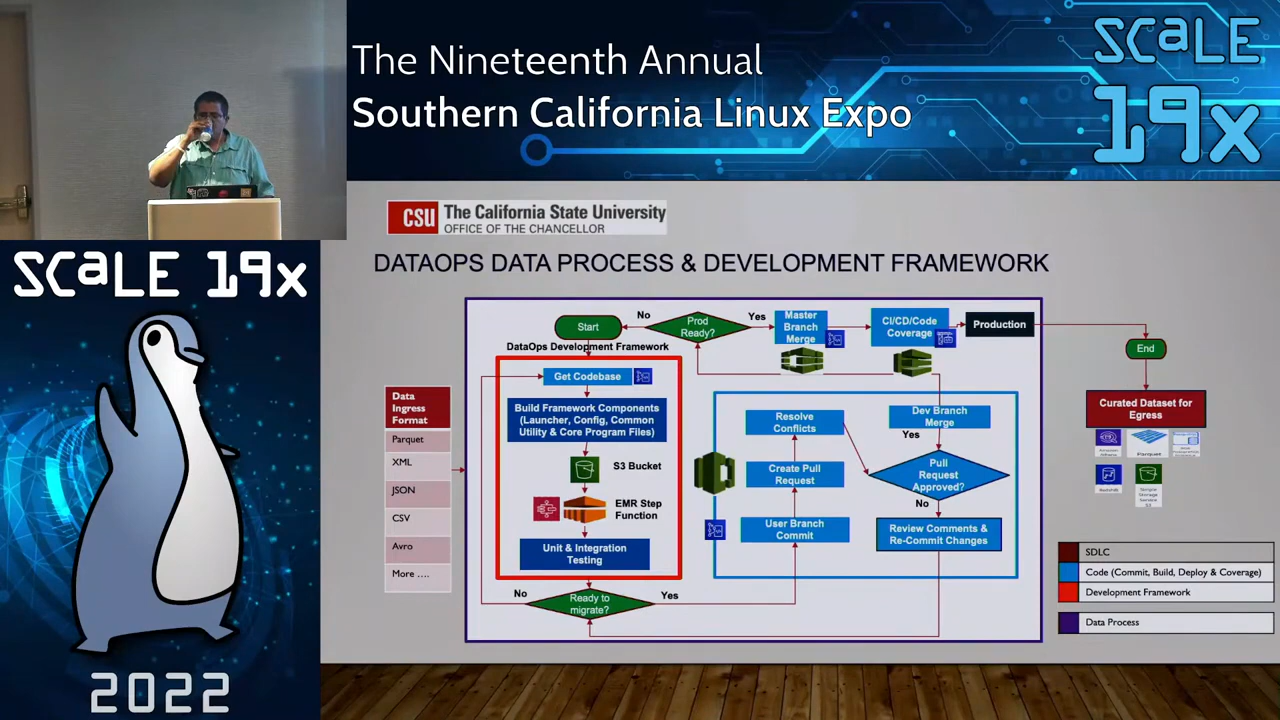 The Nineteenth Annual
Southern California Linux Expo
SCaLE
19x
SCaLE 19x
2022
CSU
The California State University
OFFICE OF THE CHANCELLOR
DATAOPS DATA PROCESS & DEVELOPMENT FRAMEWORK
Start
No
Prod
Ready?
Yes
Master
Branch
Merge
CI/CD/Code
Coverage
Production
End
DataOps Development Framework
Get Codebase
Build Framework Components
(Launcher, Config, Common
Utility & Core Program Files)
S3 Bucket
EMR Step
Function
Unit & Integration
Testing
No
Ready to
migrate?
Yes
Data
Ingress
Format
Parquet
XML
JSON
CSV
Avro
More ....
Resolve
Conflicts
Create Pull
Request
User Branch
Commit
Dev Branch
Merge
Yes
Pull
Request
Approved?
No
Review Comments &
Re-Commit Changes
Curated Dataset for
Egress
Parquet
Redshift
Simple
Storage
Service
SDLC
Code (Commit, Build, Deploy & Coverage)
Development Framework
Data Process